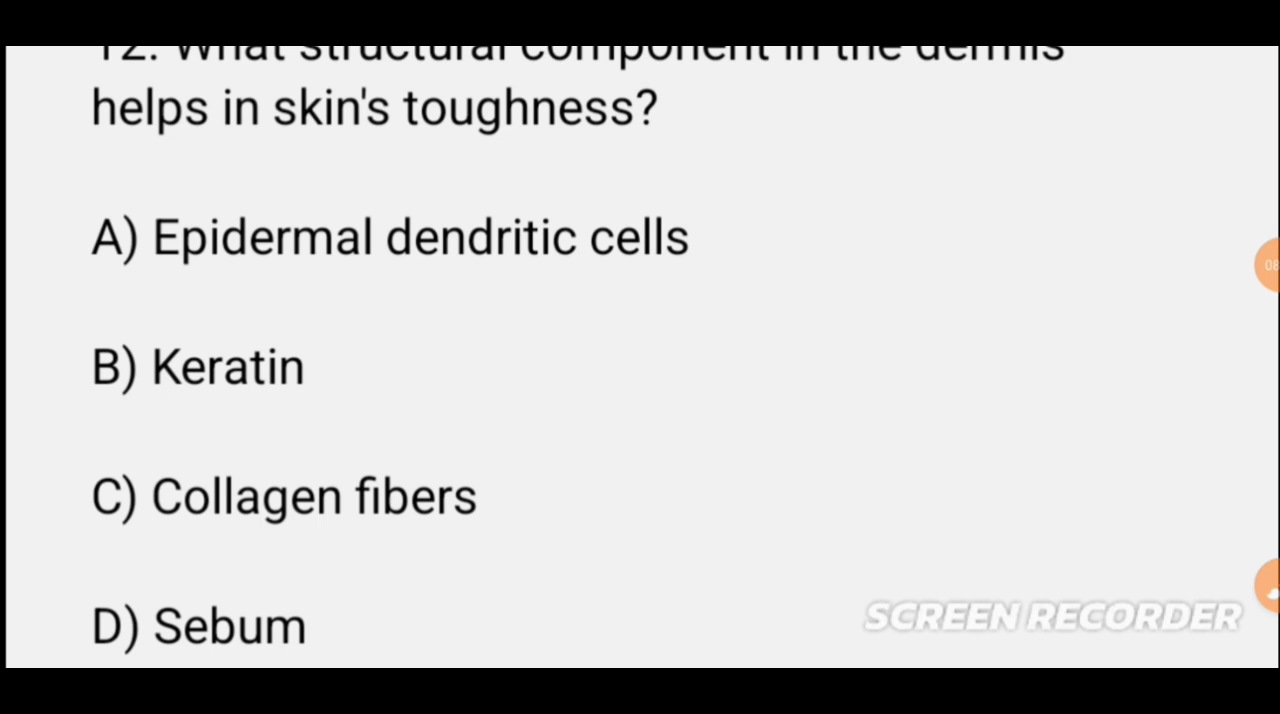 12. What structural component in the dermis
helps in skin's toughness?
A) Epidermal dendritic cells
B) Keratin
C) Collagen fibers
D) Sebum
08
SCREEN RECORDER